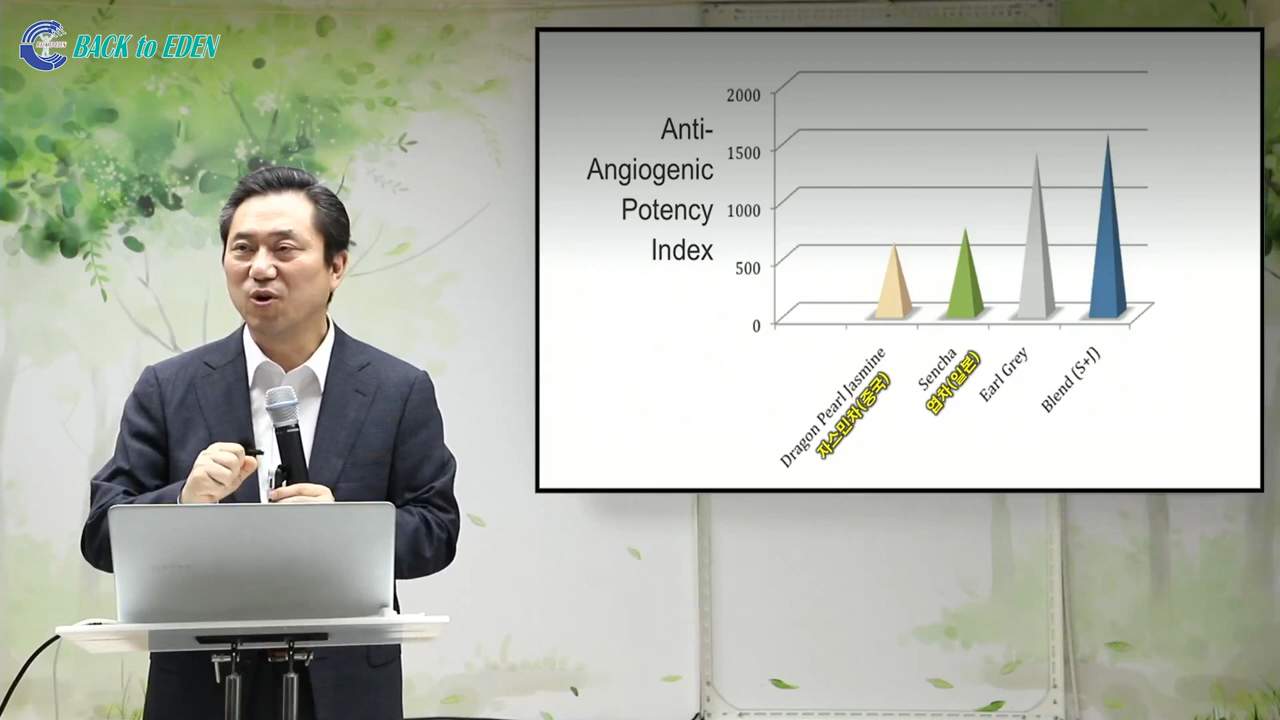 BACK to EDEN
Anti-
Angiogenic
Potency
Index
2000
1500
1000
500
0
Dragon Pearl Jasmine
자스민차(중국)
Sencha
엽차(일본)
Earl Grey
Blend (S+J)